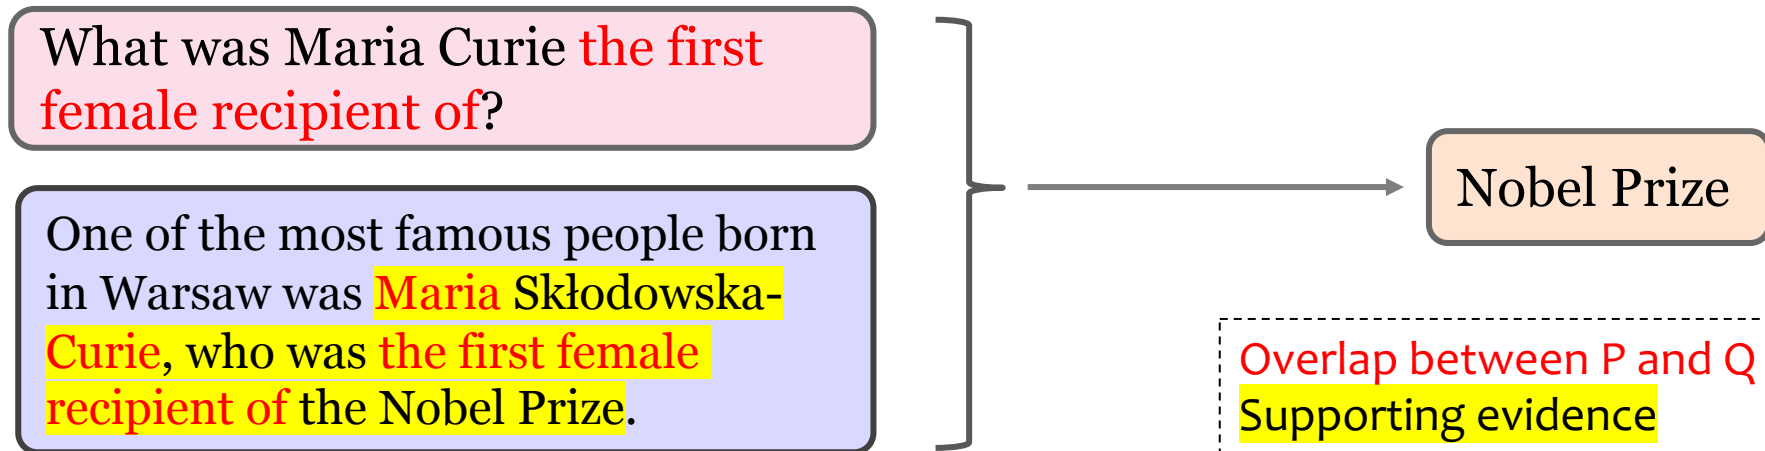 What was Maria Curie the first
female recipient of?
One of the most famous people born
in Warsaw was Maria Skłodowska-
Curie, who was the first female
recipient of the Nobel Prize.
Nobel Prize
Overlap between P and Q
Supporting evidence